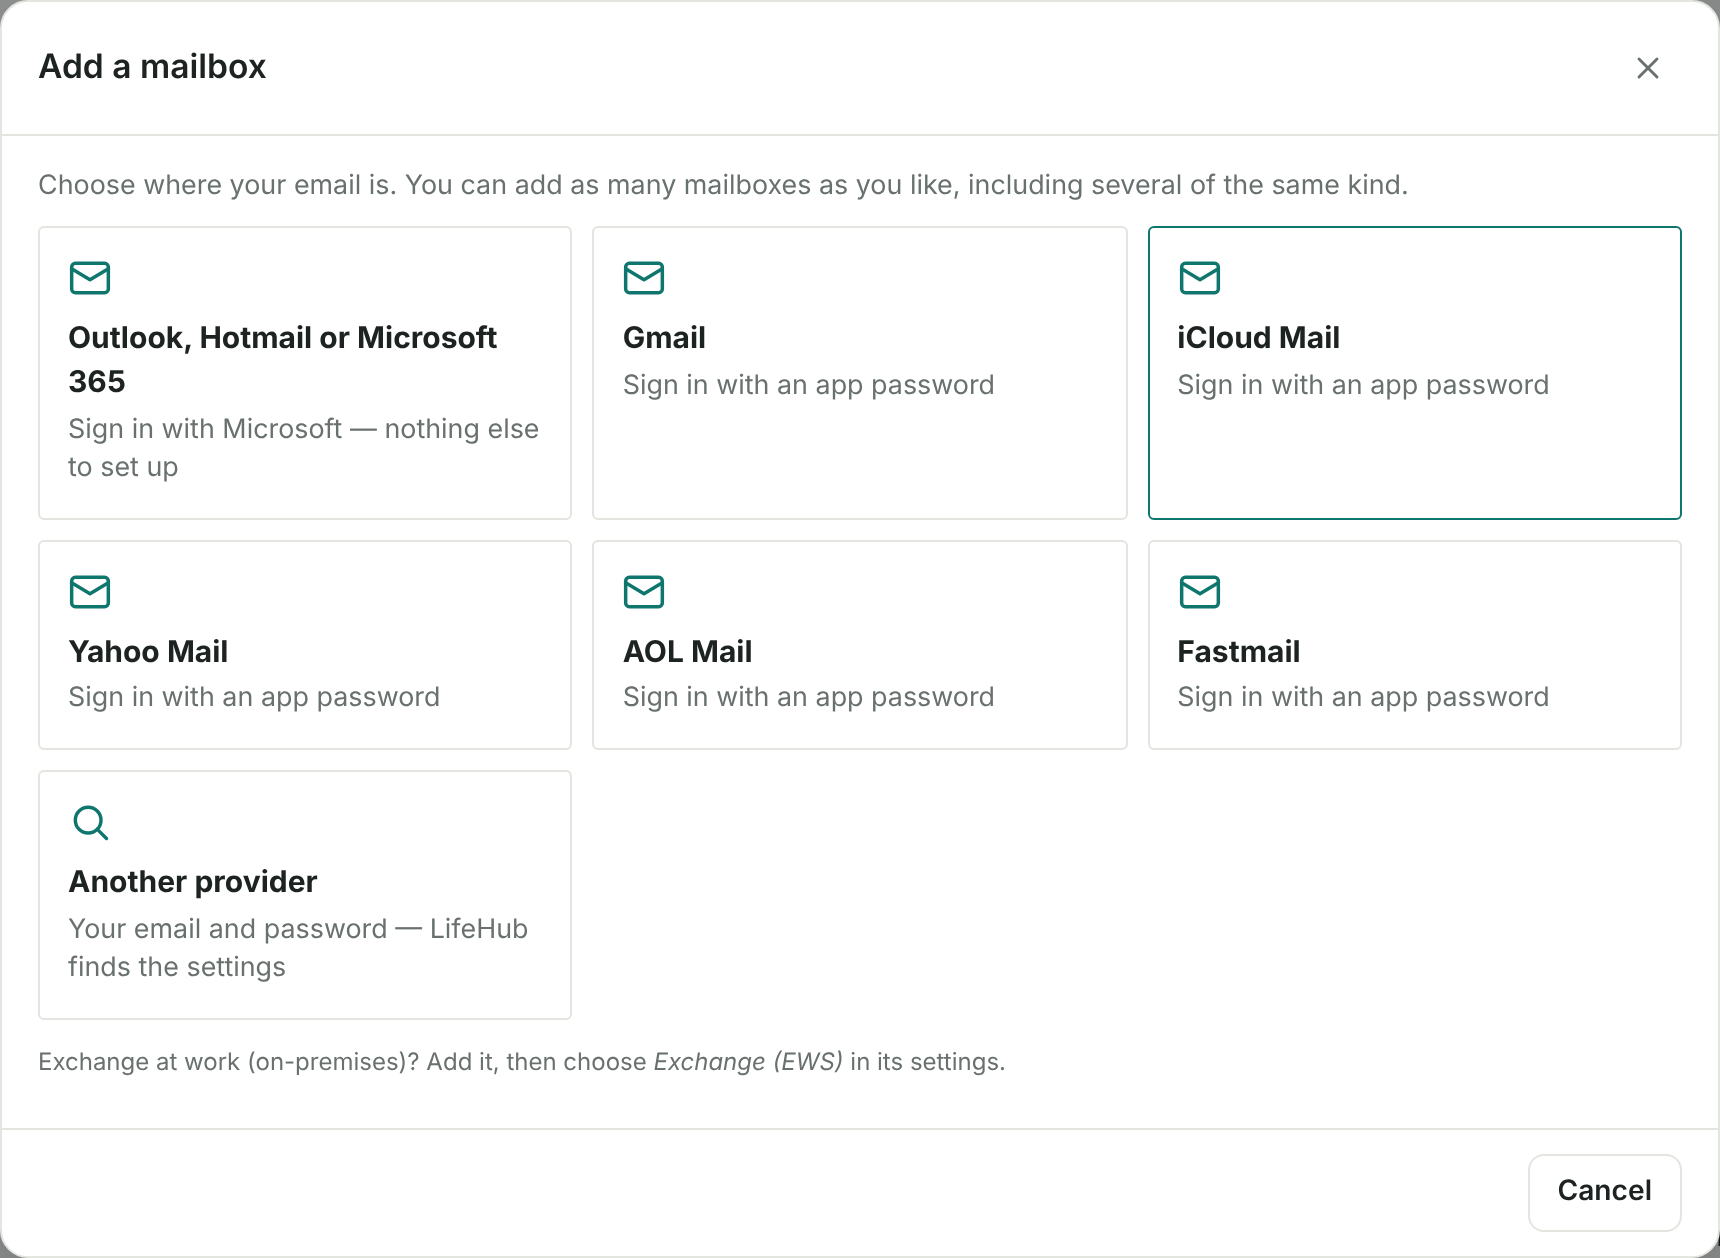 Add a mailbox
Choose where your email is. You can add as many mailboxes as you like, including several of the same kind.
Outlook, Hotmail or Microsoft
365
Sign in with Microsoft — nothing else
to set up
Gmail
Sign in with an app password
iCloud Mail
Sign in with an app password
Yahoo Mail
Sign in with an app password
AOL Mail
Sign in with an app password
Fastmail
Sign in with an app password
Another provider
Your email and password — LifeHub
finds the settings
Exchange at work (on-premises)? Add it, then choose Exchange (EWS) in its settings.
Cancel